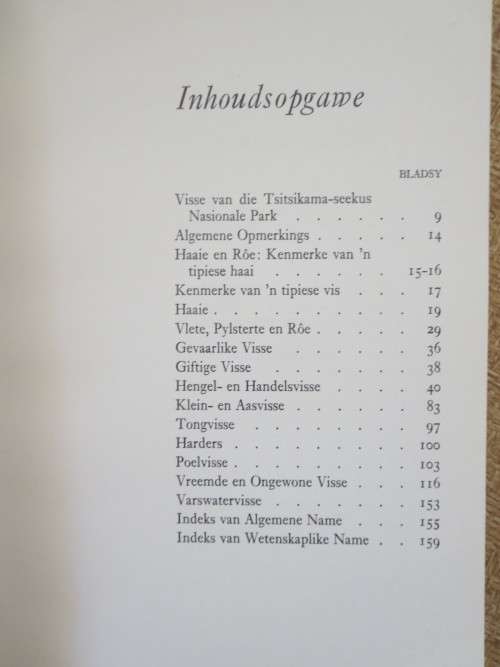 Inhoudsopgawe
BLADSY
Visse van die Tsitsikama-seekus
Nasionale Park . . . . . . 9
Algemene Opmerkings . . . . . 14
Haaie en Rôe: Kenmerke van 'n
tipiese haai . . . . . . 15-16
Kenmerke van 'n tipiese vis . . . 17
Haaie . . . . . . . . . . 19
Vlete, Pylsterte en Rôe . . . . . 29
Gevaarlike Visse . . . . . . 36
Giftige Visse . . . . . . . 38
Hengel- en Handelsvisse . . . . 40
Klein- en Aasvisse . . . . . . 83
Tongvisse . . . . . . . . 97
Harders . . . . . . . . . 100
Poelvisse . . . . . . . . . 103
Vreemde en Ongewone Visse . . . 116
Varswatervisse . . . . . . . 153
Indeks van Algemene Name . . . 155
Indeks van Wetenskaplike Name . . 159